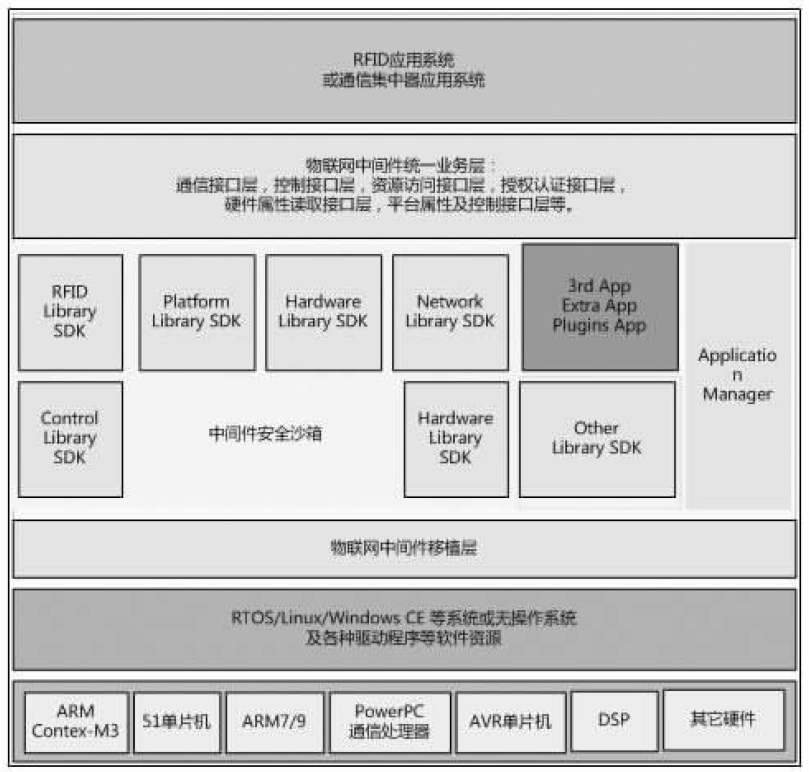 RFID应用系统
或通信集中器应用系统
物联网中间件统一业务层：
通信接口层，控制接口层，资源访问接口层，授权认证接口层，
硬件属性读取接口层，平台属性及控制接口层等。
RFID
Library
SDK
Platform
Library SDK
Hardware
Library SDK
Network
Library SDK
3rd App
Extra App
Plugins App
Applicatio
n
Manager
Control
Library
SDK
中间件安全沙箱
Hardware
Library
SDK
Other
Library SDK
物联网中间件移植层
RTOS/Linux/Windows CE 等系统或无操作系统
及各种驱动程序等软件资源
ARM
Contex-M3
51单片机
ARM7/9
PowerPC
通信处理器
AVR单片机
DSP
其它硬件